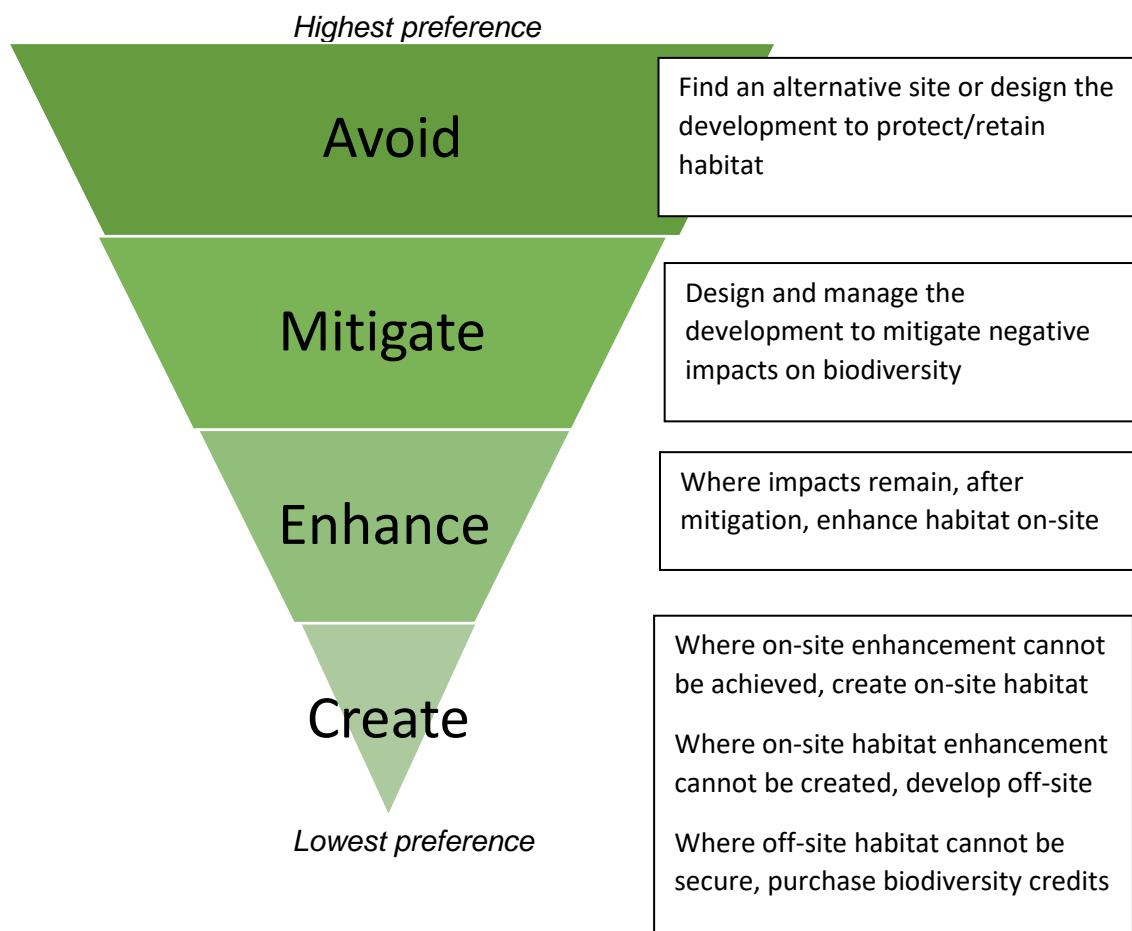 Highest preference
Avoid
Find an alternative site or design the
development to protect/retain
habitat
Mitigate
Design and manage the
development to mitigate negative
impacts on biodiversity
Enhance
Where impacts remain, after
mitigation, enhance habitat on-site
Create
Where on-site enhancement cannot
be achieved, create on-site habitat
Where on-site habitat enhancement
cannot be created, develop off-site
Where off-site habitat cannot be
secure, purchase biodiversity credits
Lowest preference